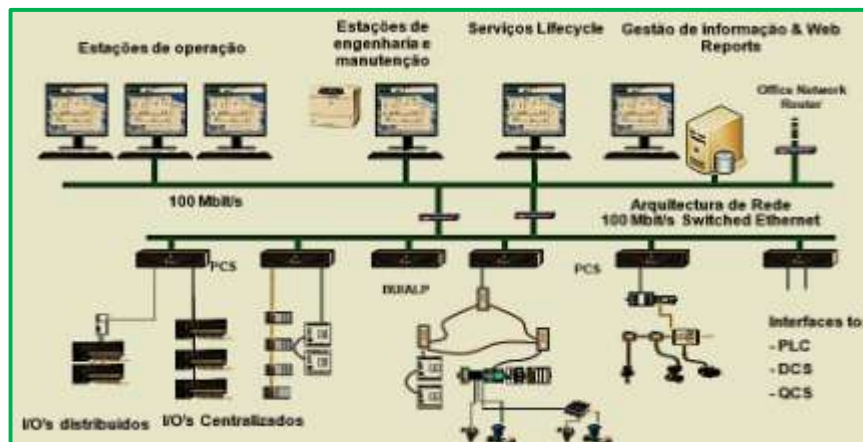 Estações de operação
Estações de
engenharia e
manutenção
Serviços Lifecycle
Gestão de informação & Web
Reports
Office Network
Router
100 Mbit/s
Arquitectura de Rede
100 Mbit/s Switched Ethernet
PCS
BUIALP
PCS
Interfaces to
- PLC
- DCS
- QCS
I/O's distribuidos
I/O's Centralizados